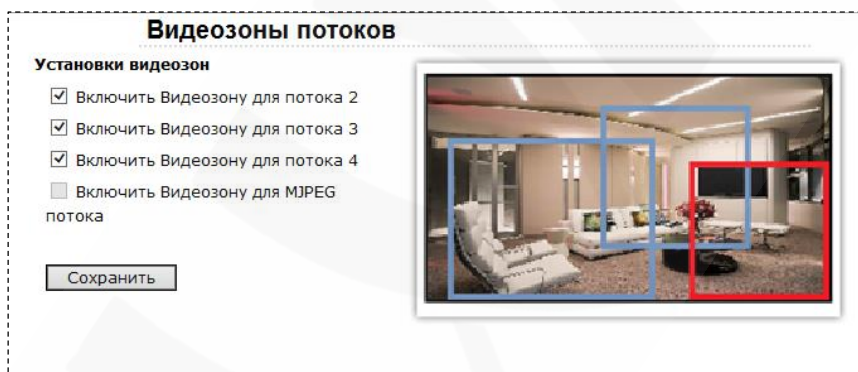 Видеозоны потоков
Установки видеозон
Включить Видеозону для потока 2
Включить Видеозону для потока 3
Включить Видеозону для потока 4
Включить Видеозону для MJPEG
потока
Сохранить